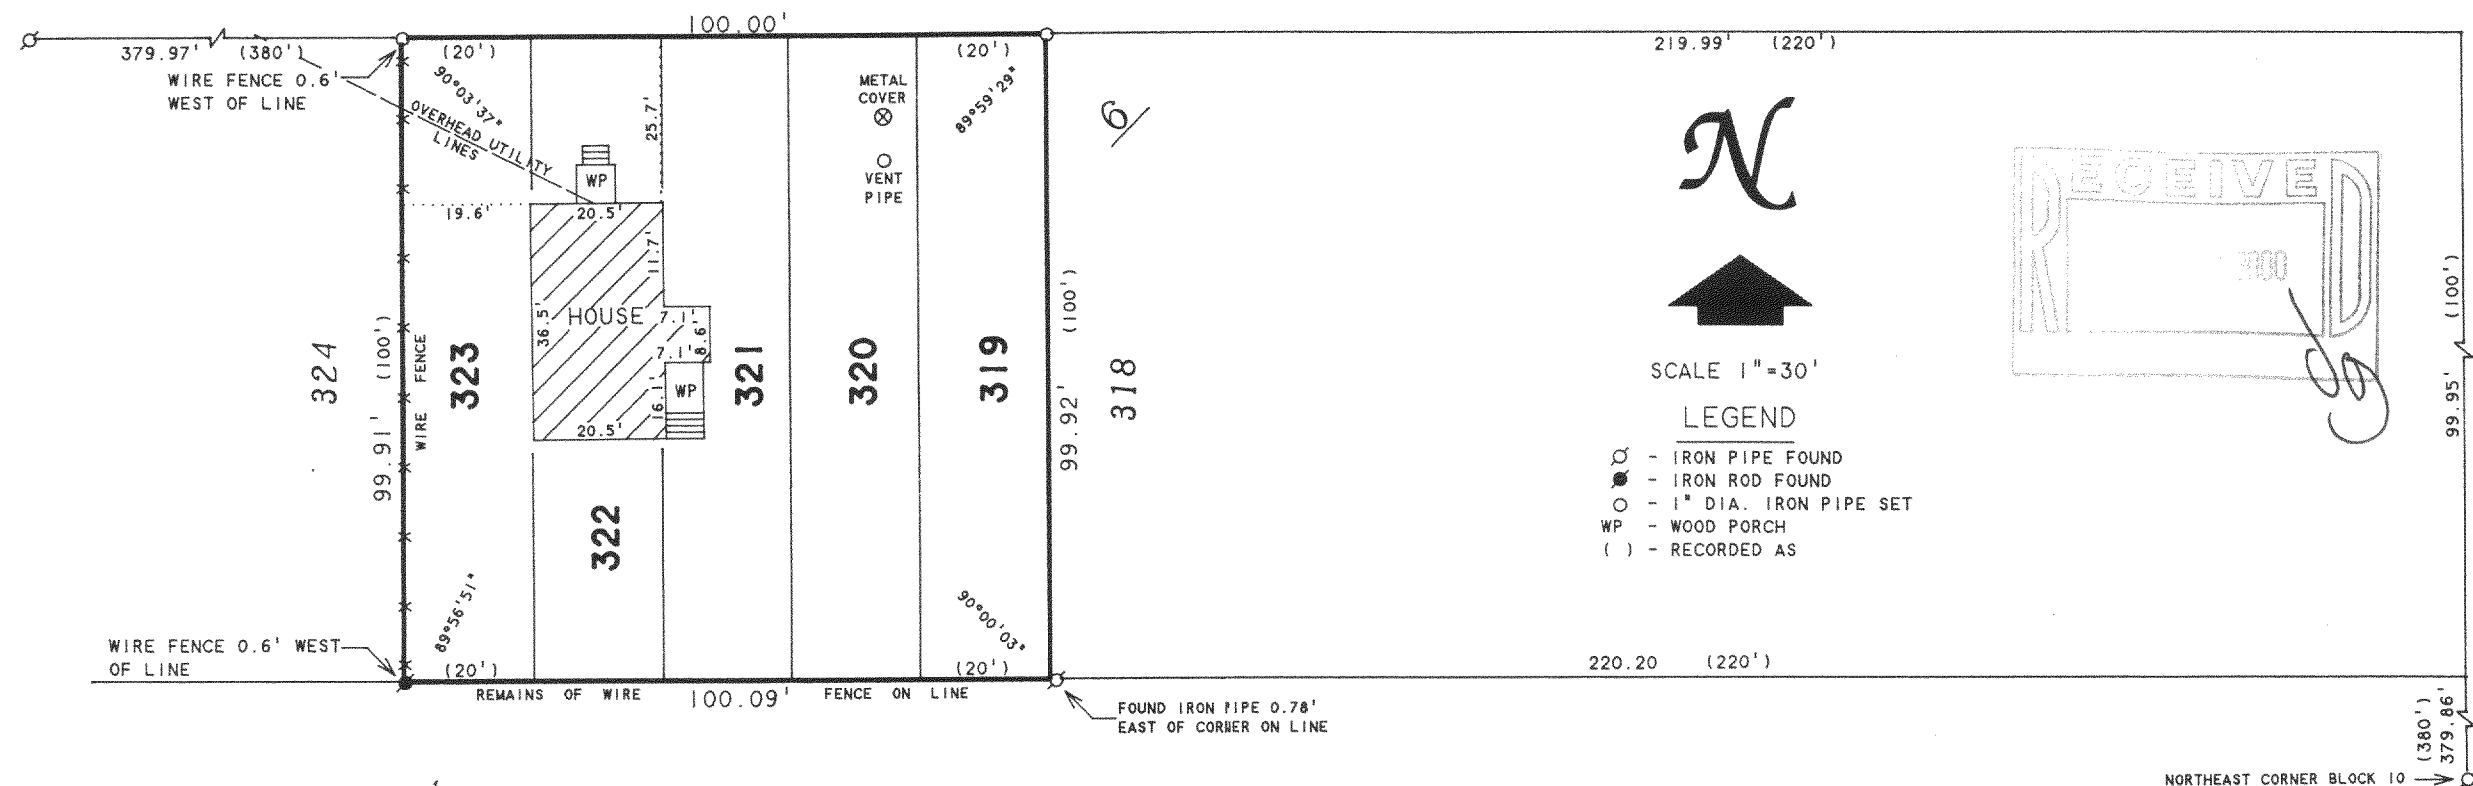 100.00'
379.97' (380')
(20')
(20')
219.99' (220')
WIRE FENCE 0.6'
WEST OF LINE
90°03'37"
OVERHEAD UTILITY
LINES
25.7'
METAL
COVER
89°59'29"
6
N
RECEIVED
WP
VENT
PIPE
19.6'
20.5'
11.7'
36.5'
HOUSE
7.1'
8.6'
7.1'
WP
16.1'
20.5'
324
99.91' (100')
WIRE FENCE
323
322
321
320
319
99.92' (100')
318
SCALE 1"=30'
LEGEND
- IRON PIPE FOUND
- IRON ROD FOUND
- 1" DIA. IRON PIPE SET
WP - WOOD PORCH
( ) - RECORDED AS
99.95' (100')
89°56'51"
90°00'03"
WIRE FENCE 0.6' WEST
OF LINE
(20')
(20')
REMAINS OF WIRE FENCE ON LINE
100.09'
220.20 (220')
FOUND IRON PIPE 0.78'
EAST OF CORNER ON LINE
(380')
379.86'
NORTHEAST CORNER BLOCK 10